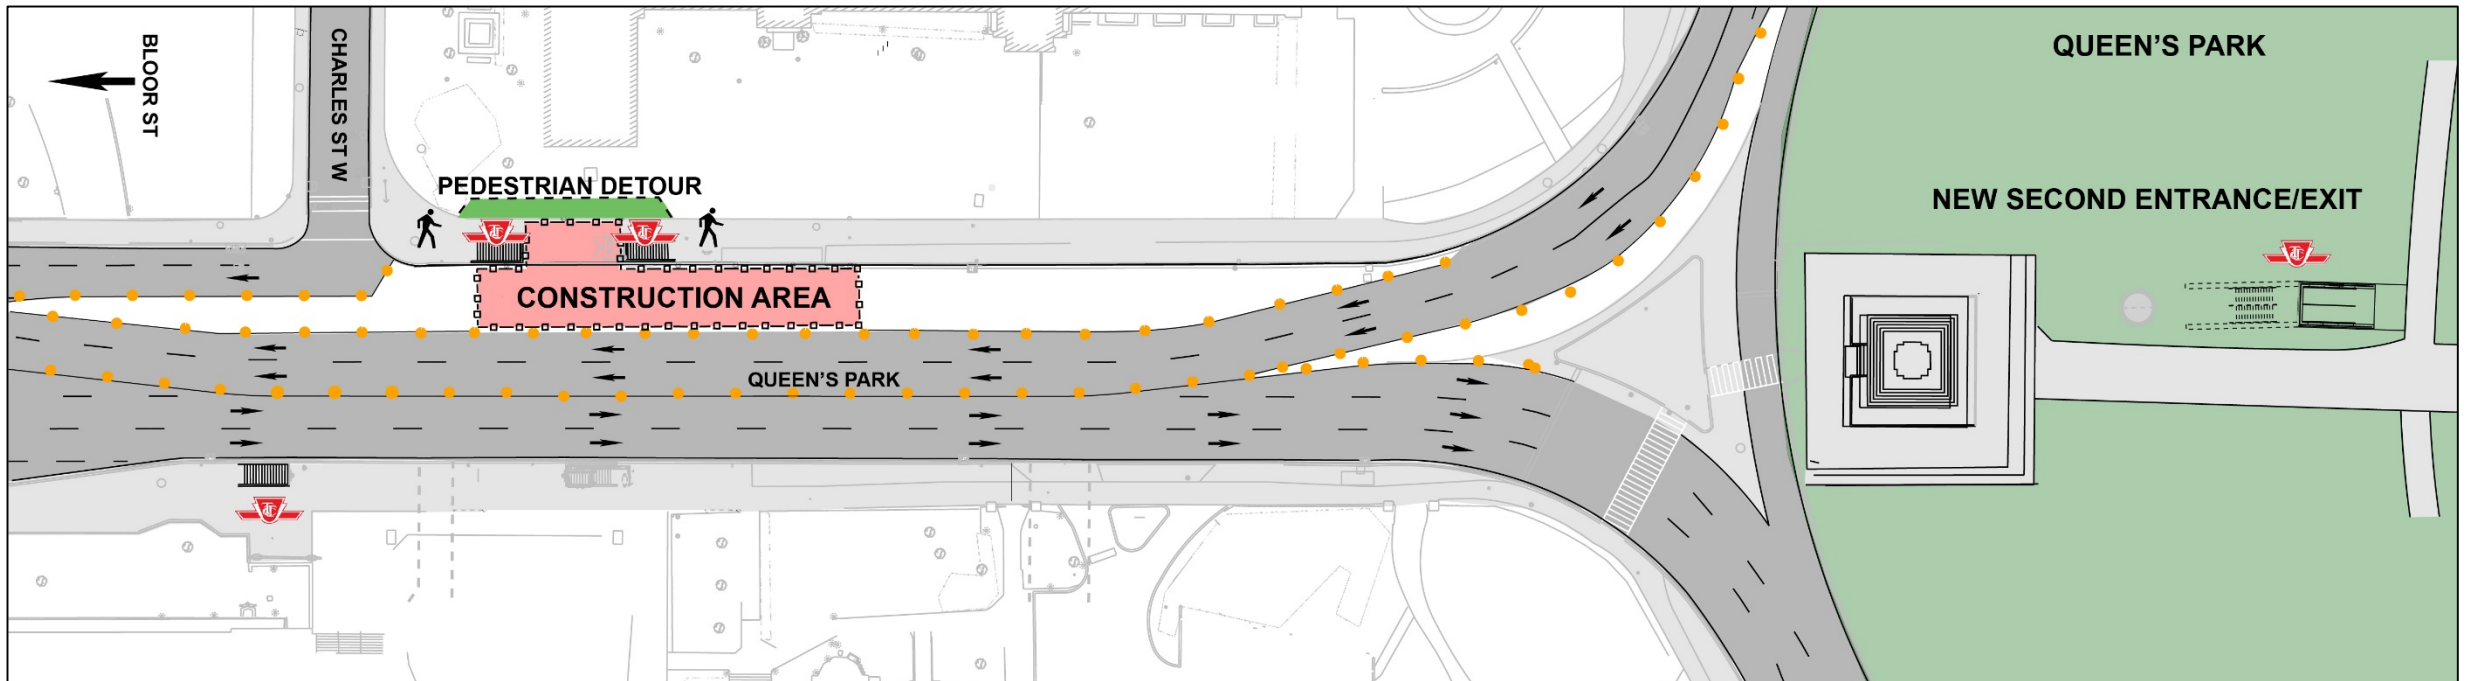 BLOOR ST
CHARLES ST W
QUEEN'S PARK
PEDESTRIAN DETOUR
NEW SECOND ENTRANCE/EXIT
CONSTRUCTION AREA
QUEEN'S PARK